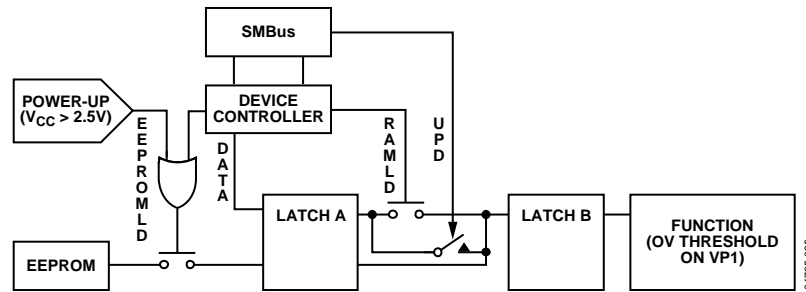 SMBus
POWER-UP
(VCC > 2.5V)
DEVICE
CONTROLLER
EEPROMLD
DATA
RAMLD
UPD
LATCH A
LATCH B
FUNCTION
(OV THRESHOLD
ON VP1)
EEPROM